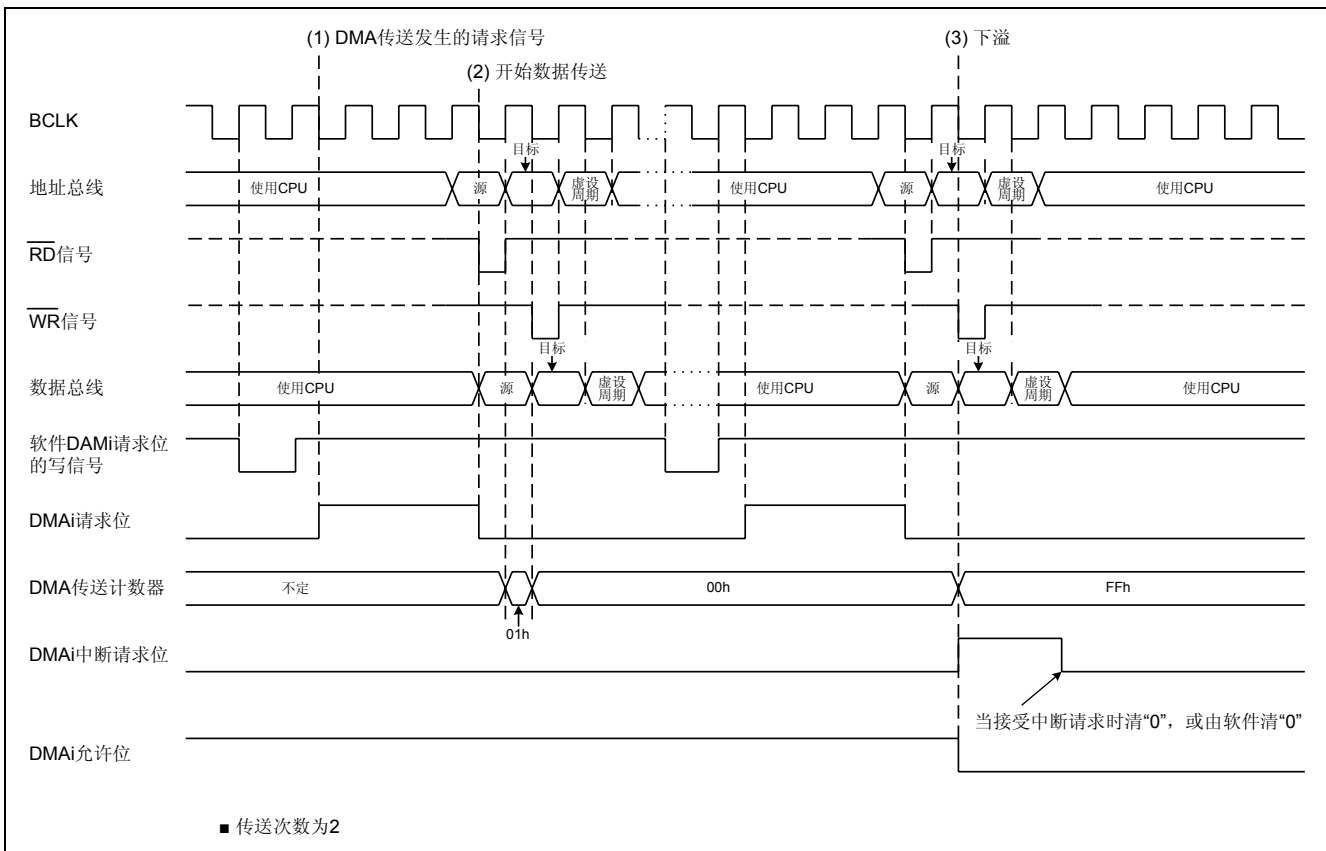 (1) DMA传送发生的请求信号
(3) 下溢
(2) 开始数据传送
BCLK
目标
目标
地址总线
使用CPU
源
虚设
周期
使用CPU
源
虚设
周期
使用CPU
RD信号
WR信号
目标
目标
数据总线
使用CPU
源
虚设
周期
使用CPU
源
虚设
周期
使用CPU
软件DAMi请求位
的写信号
DMAi请求位
DMA传送计数器
不定
00h
FFh
01h
DMAi中断请求位
当接受中断请求时清“0”，或由软件清“0”
DMAi允许位
■ 传送次数为2